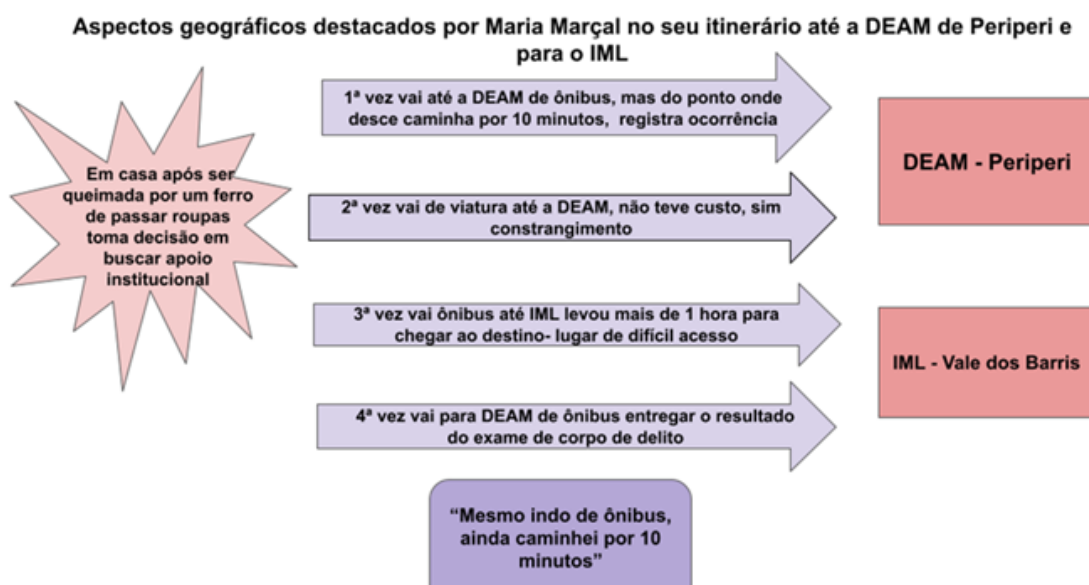 Aspectos geográficos destacados por Maria Marçal no seu itinerário até a DEAM de Periperi e
para o IML
Em casa após ser
queimada por um ferro
de passar roupas
toma decisão em
buscar apoio
institucional
1ª vez vai até a DEAM de ônibus, mas do ponto onde
desce caminha por 10 minutos, registra ocorrência
2ª vez vai de viatura até a DEAM, não teve custo, sim
constrangimento
3ª vez vai ônibus até IML levou mais de 1 hora para
chegar ao destino- lugar de difícil acesso
4ª vez vai para DEAM de ônibus entregar o resultado
do exame de corpo de delito
DEAM - Periperi
IML - Vale dos Barris
“Mesmo indo de ônibus,
ainda caminhei por 10
minutos”